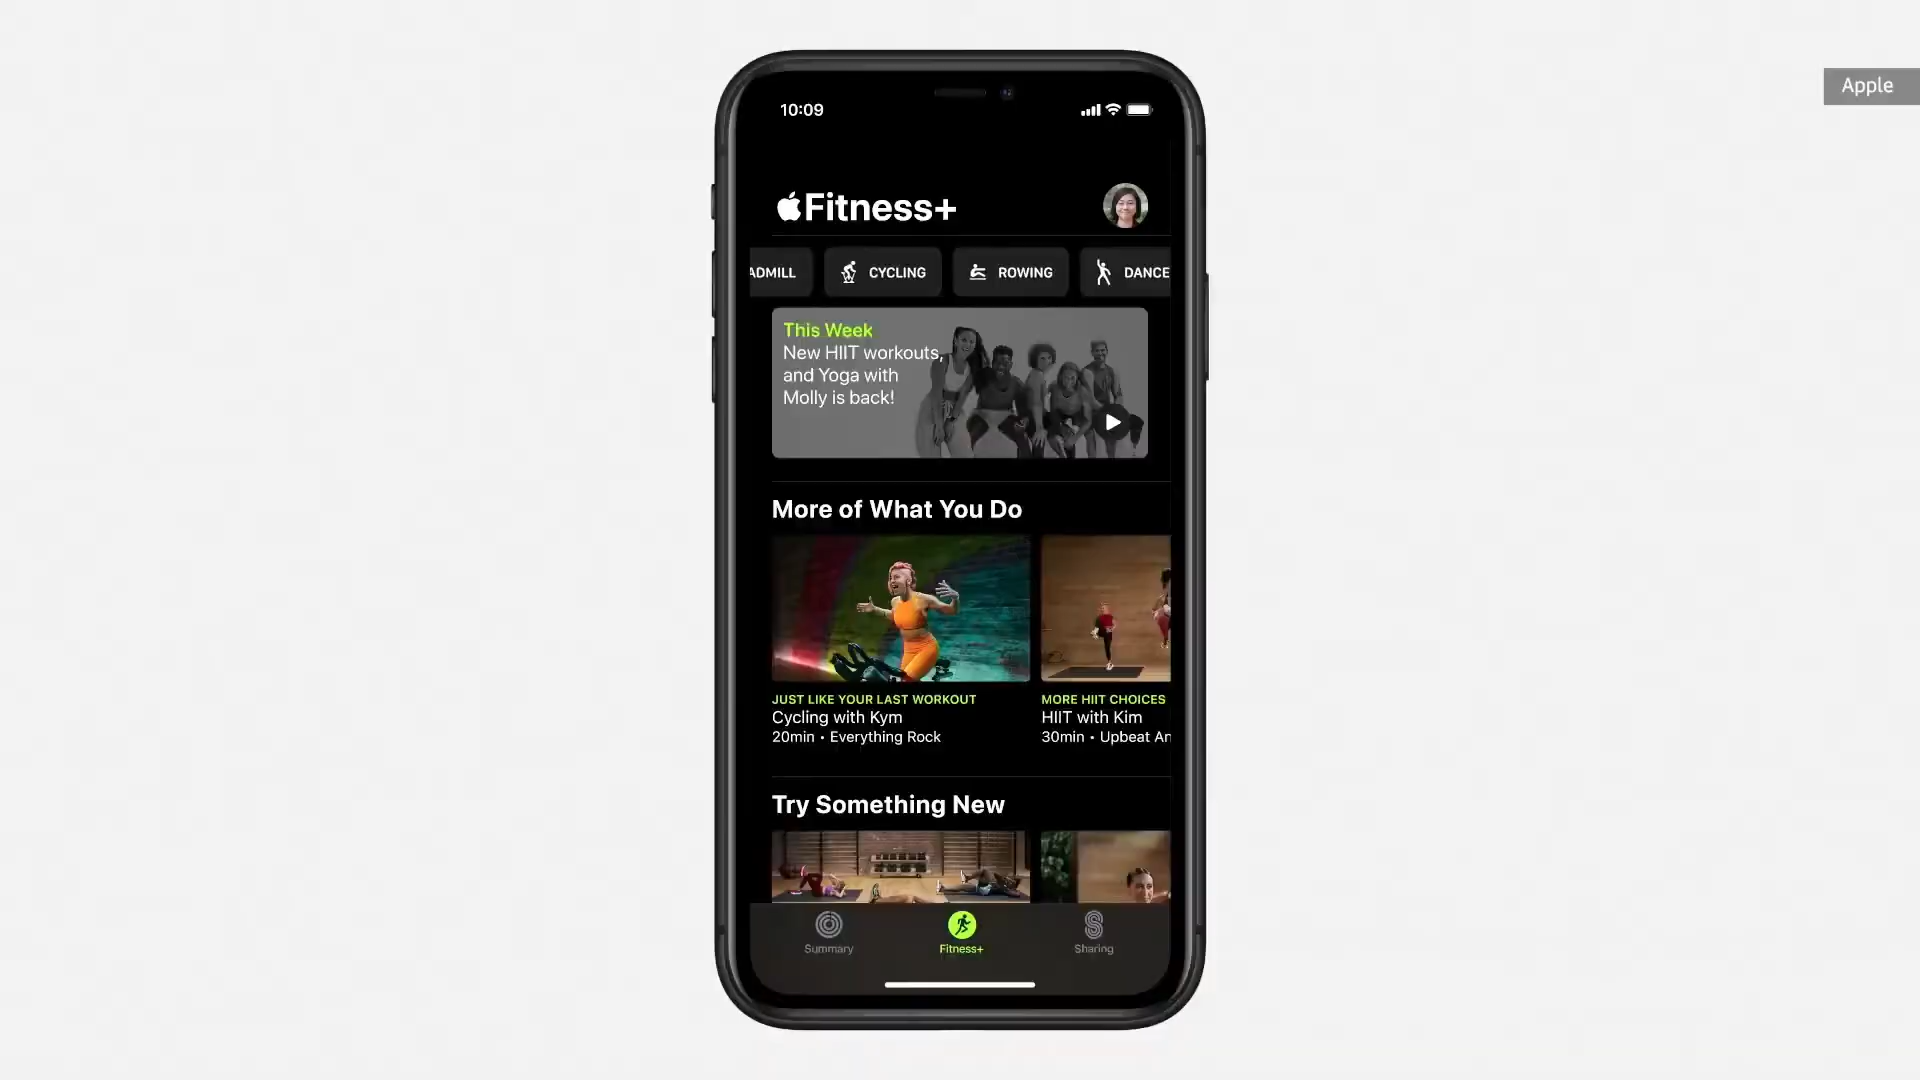 Apple
10:09
Fitness+
ADMILL
CYCLING
ROWING
DANCE
This Week
New HIIT workouts,
and Yoga with
Molly is back!
More of What You Do
JUST LIKE YOUR LAST WORKOUT
Cycling with Kym
20min • Everything Rock
MORE HIIT CHOICES
HIIT with Kim
30min • Upbeat An
Try Something New
Summary
Fitness+
Sharing